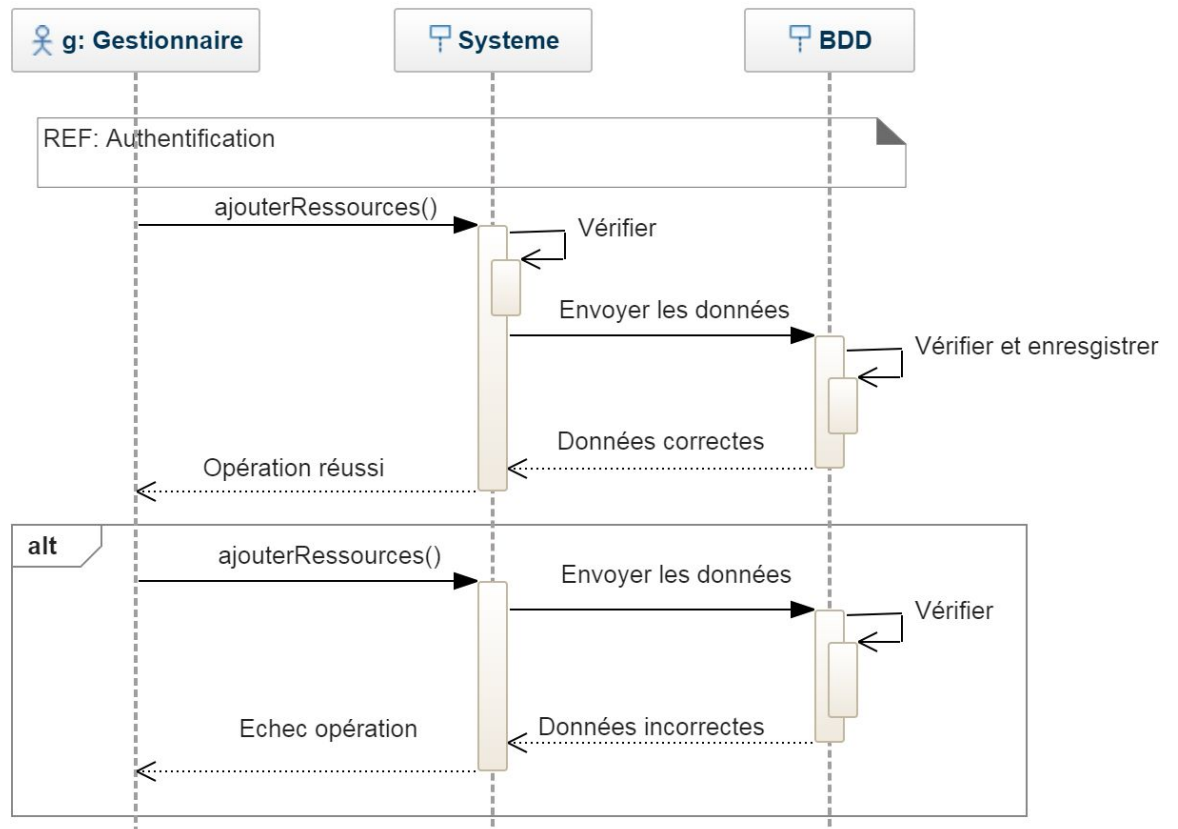 g: Gestionnaire
Systeme
BDD
REF: Authentification
ajouterRessources()
Vérifier
Envoyer les données
Vérifier et enresgistrer
Données correctes
Opération réussi
alt
ajouterRessources()
Envoyer les données
Vérifier
Données incorrectes
Echec opération